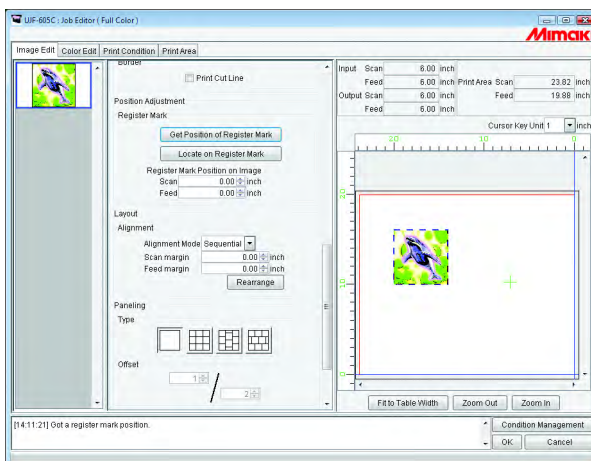 UJF-605C : Job Editor ( Full Color )
Mimaki
Image Edit Color Edit Print Condition Print Area
Border
Print Cut Line
Position Adjustment
Register Mark
Get Position of Register Mark
Locate on Register Mark
Register Mark Position on Image
Scan 0.00 inch
Feed 0.00 inch
Layout
Alignment
Alignment Mode Sequential
Scan margin 0.00 inch
Feed margin 0.00 inch
Rearrange
Paneling
Type
Offset
1 / 2
Input Scan 6.00 inch
Feed 6.00 inch Print Area Scan 23.82 inch
Output Scan 6.00 inch Feed 19.88 inch
Feed 6.00 inch
Cursor Key Unit 1 inch
20 10 0
20
10
0
Fit to Table Width Zoom Out Zoom In
[14:11:21] Got a register mark position.
Condition Management
OK Cancel